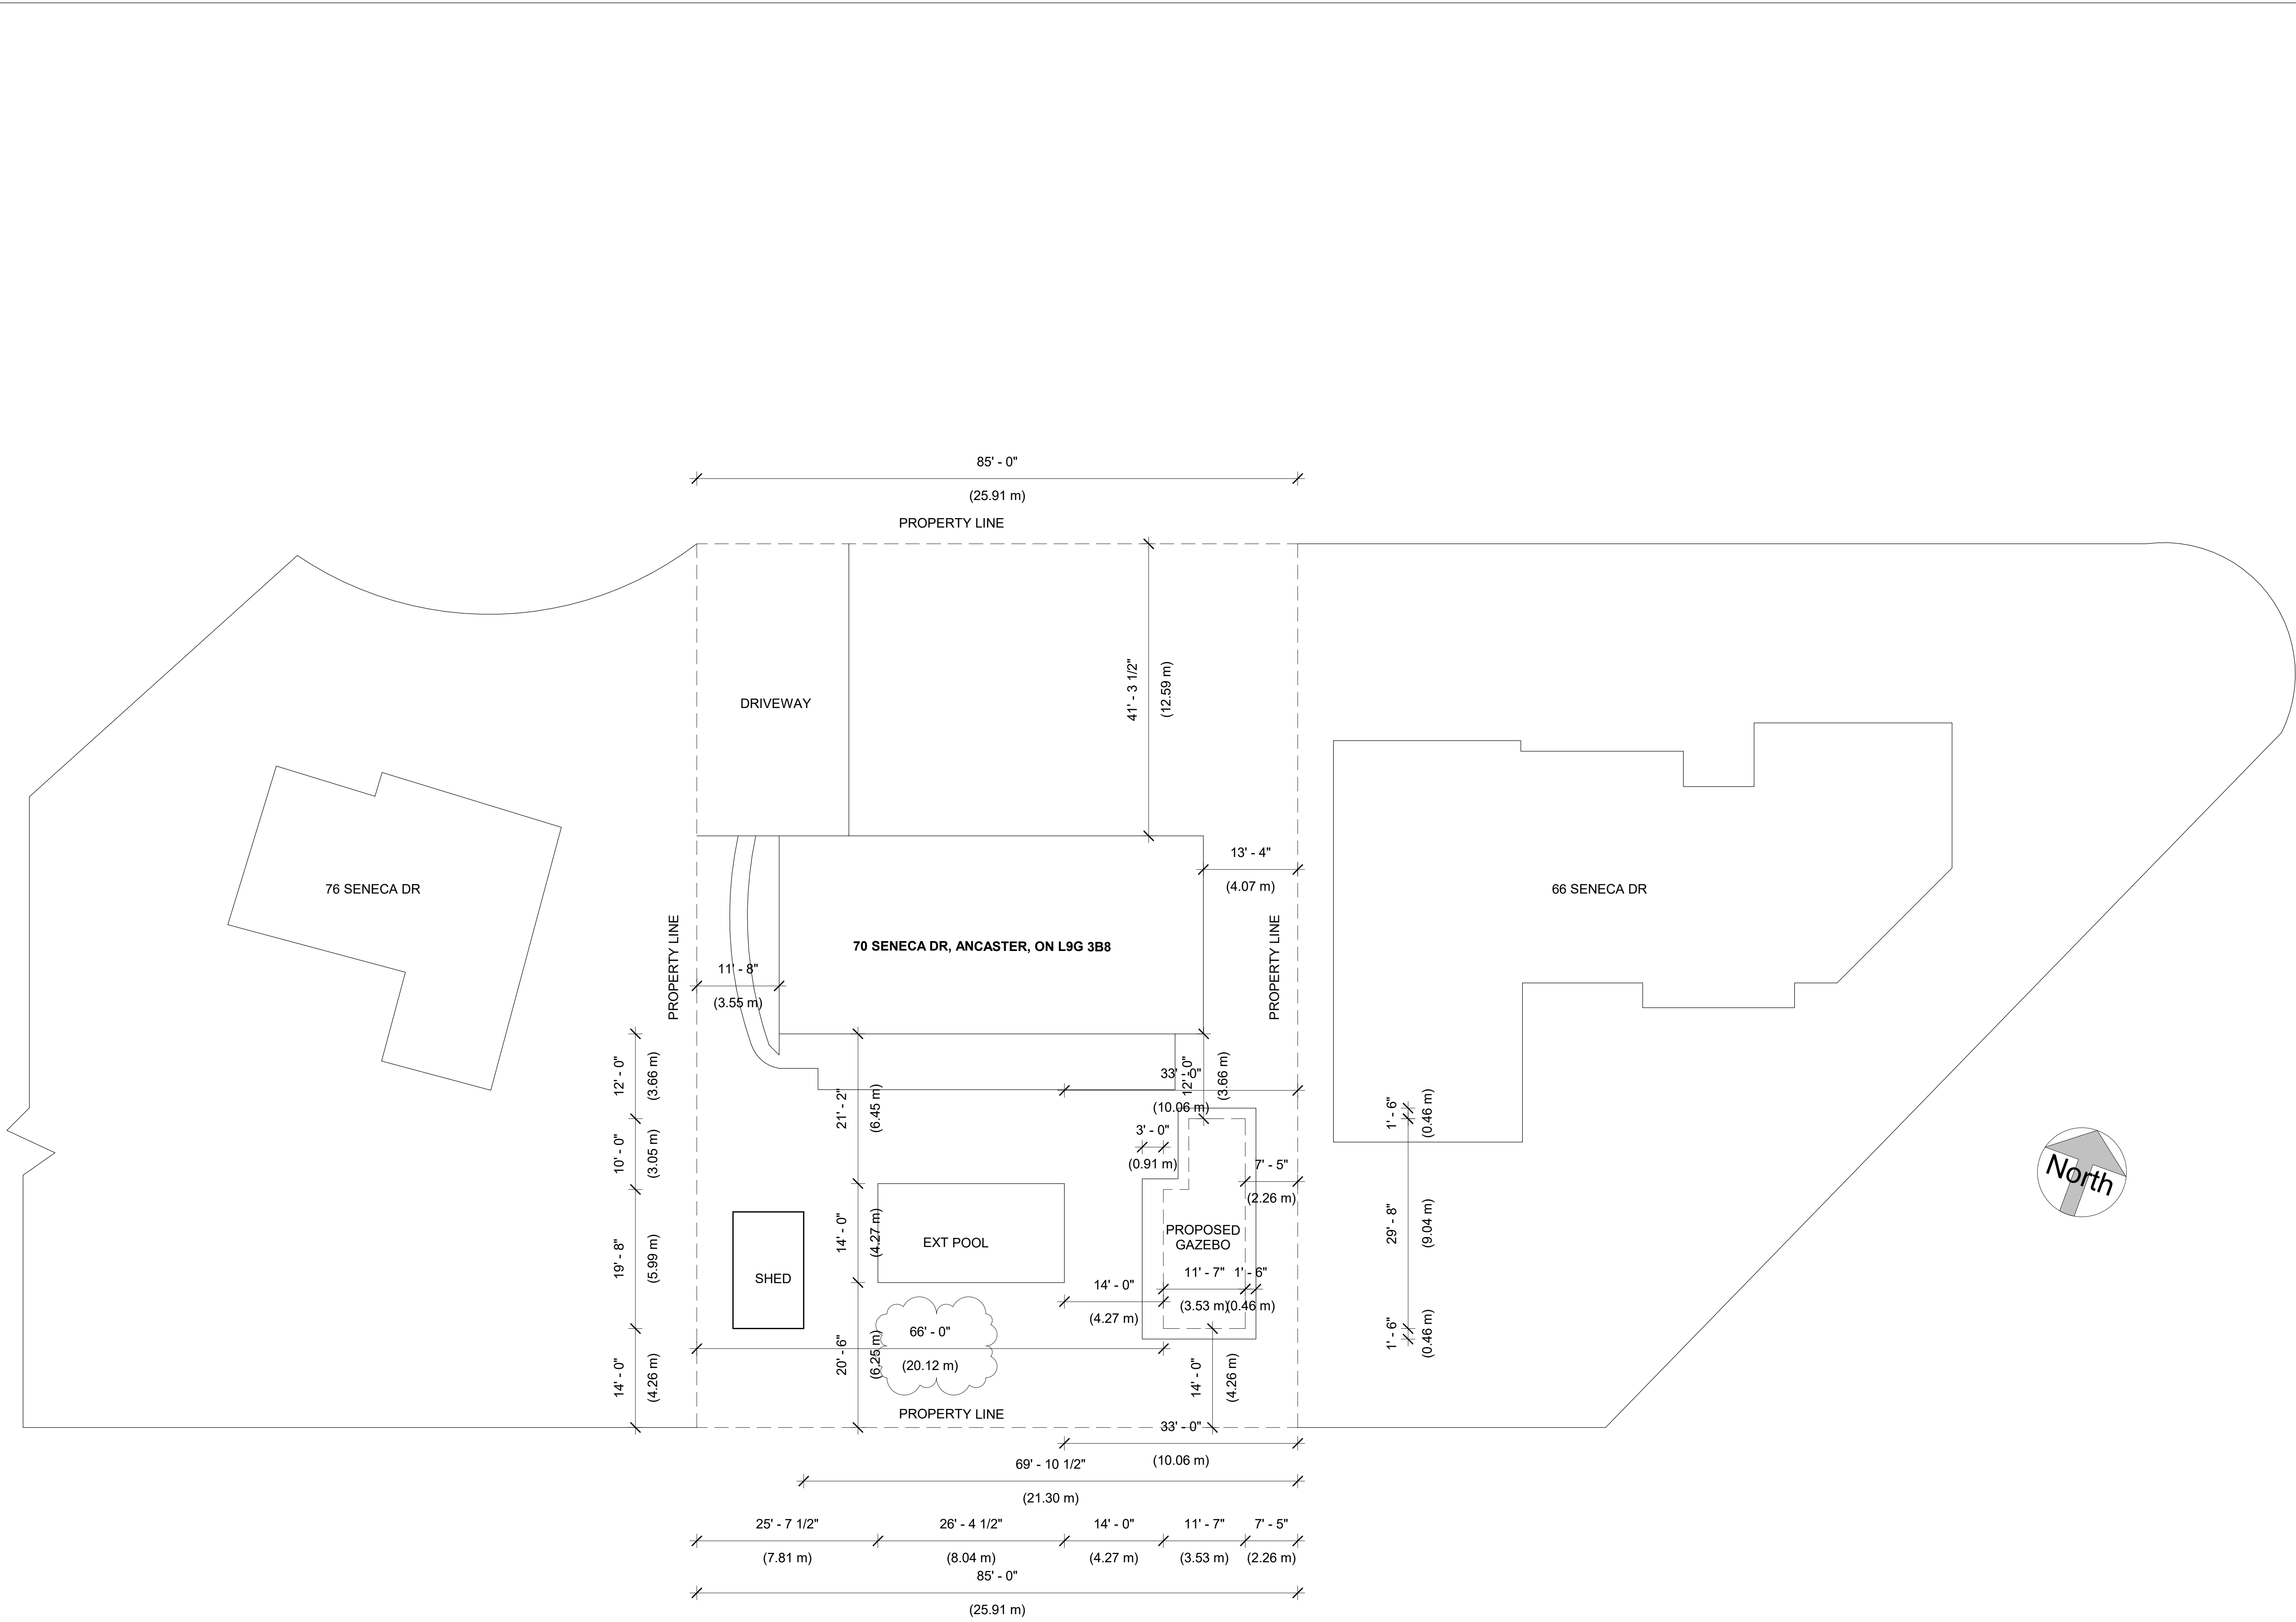 85' - 0"
(25.91 m)
PROPERTY LINE
41' - 3 1/2"
(12.59 m)
DRIVEWAY
13' - 4"
(4.07 m)
76 SENECA DR
66 SENECA DR
70 SENECA DR, ANCASTER, ON L9G 3B8
PROPERTY LINE
PROPERTY LINE
11' - 8"
(3.55 m)
12' - 0"
(3.66 m)
10' - 0"
(3.05 m)
19' - 8"
(5.99 m)
14' - 0"
(4.26 m)
21' - 2"
(6.45 m)
14' - 0"
(4.27 m)
20' - 6"
(6.25 m)
33' - 0"
(10.06 m)
12' - 0"
(3.66 m)
3' - 0"
(0.91 m)
7' - 5"
(2.26 m)
1' - 6"
(0.46 m)
29' - 8"
(9.04 m)
1' - 6"
(0.46 m)
North
EXT POOL
SHED
PROPOSED
GAZEBO
11' - 7"
(3.53 m)
1' - 6"
(0.46 m)
14' - 0"
(4.27 m)
66' - 0"
(20.12 m)
14' - 0"
(4.26 m)
PROPERTY LINE
33' - 0"
(10.06 m)
69' - 10 1/2"
(21.30 m)
25' - 7 1/2"
(7.81 m)
26' - 4 1/2"
(8.04 m)
14' - 0"
(4.27 m)
11' - 7"
(3.53 m)
7' - 5"
(2.26 m)
85' - 0"
(25.91 m)